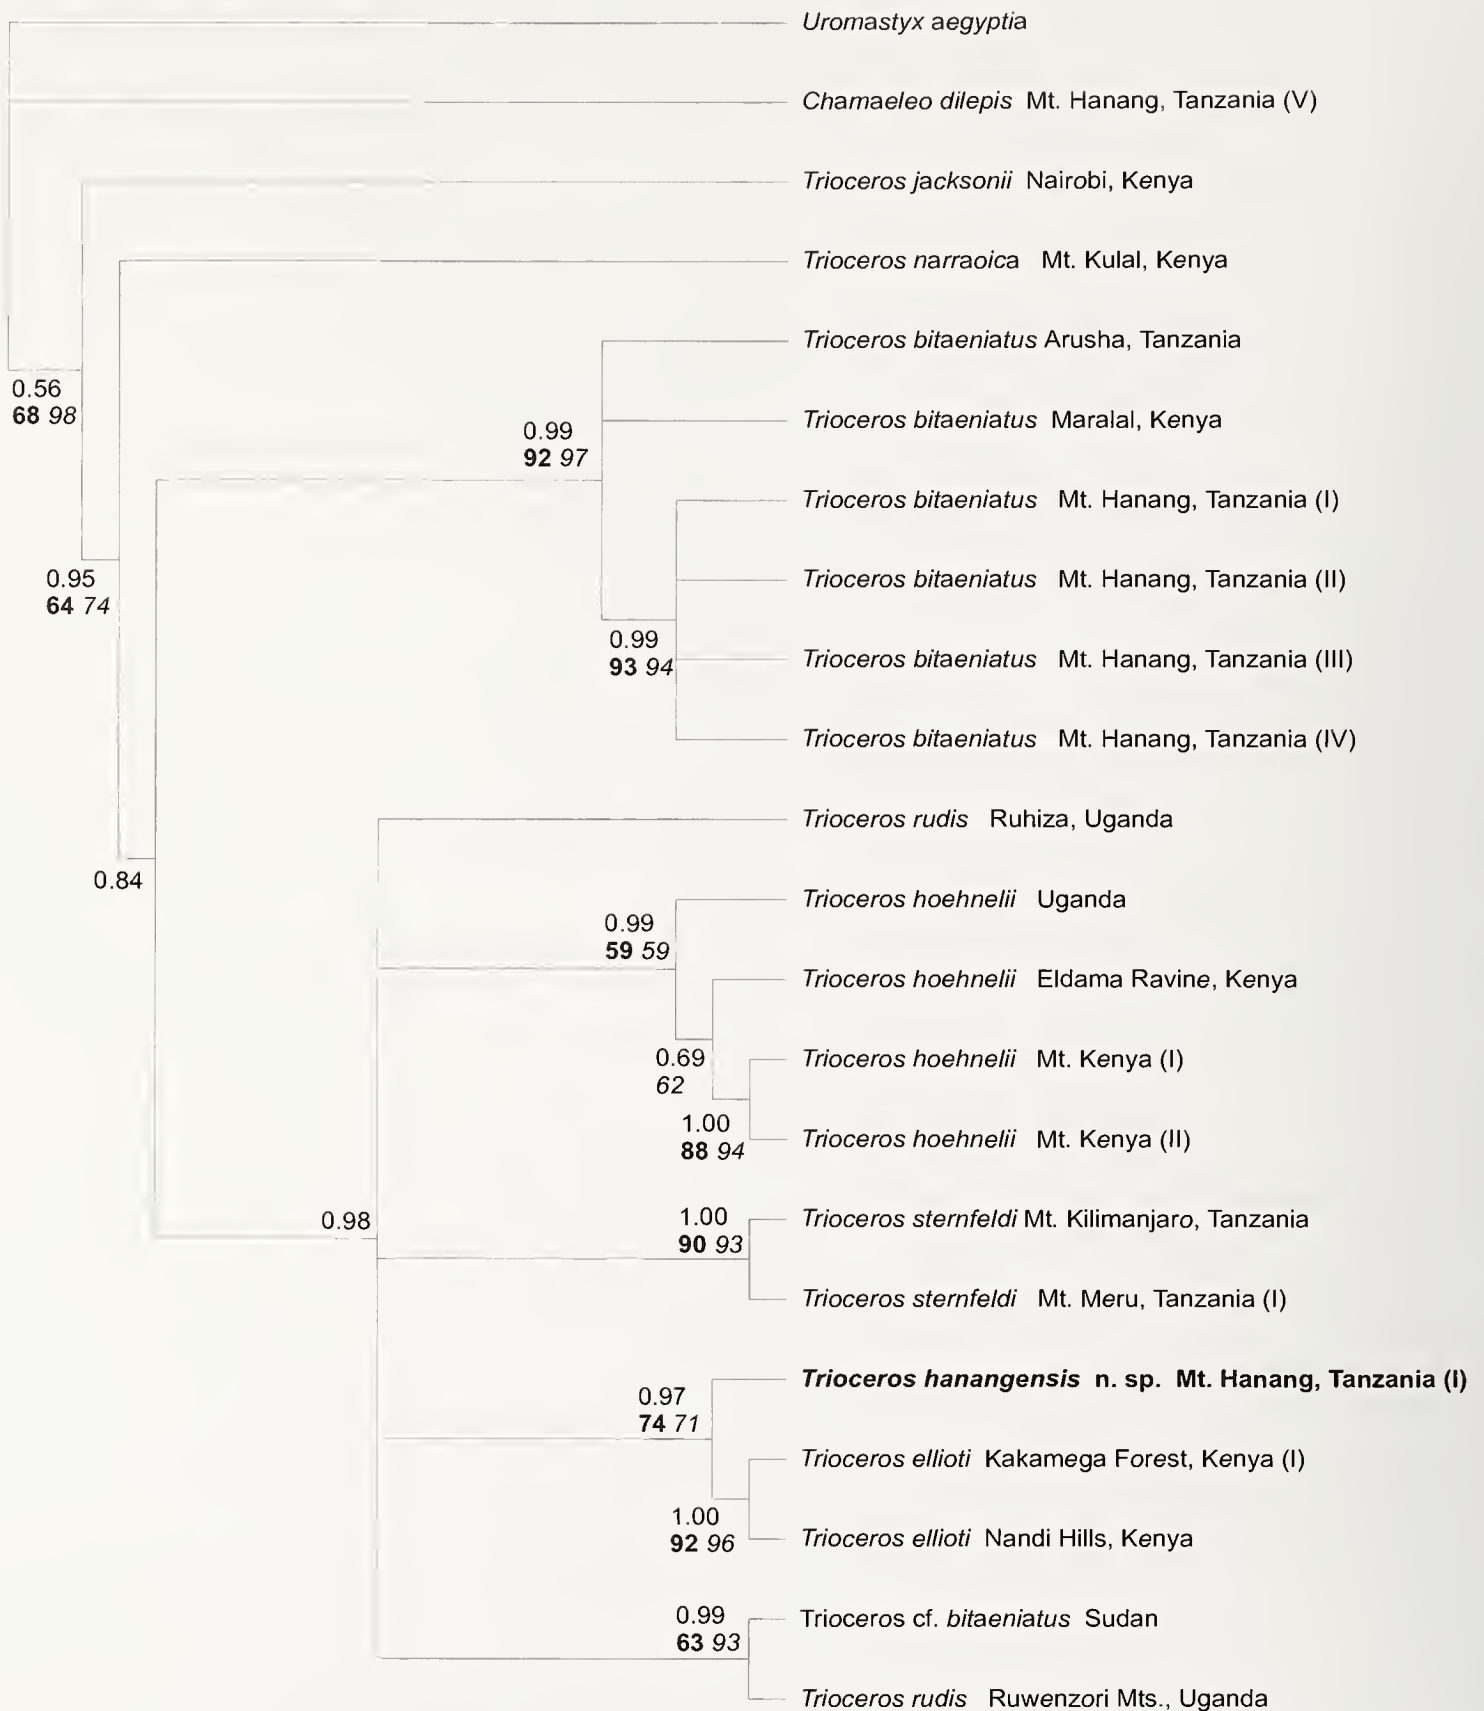 Uromastyx aegyptia
Chamaeleo dilepis Mt. Hanang, Tanzania (V)
Trioceros jacksonii Nairobi, Kenya
Trioceros narraoica Mt. Kulal, Kenya
Trioceros bitaeniatus Arusha, Tanzania
0.56
68 98
Trioceros bitaeniatus Maralal, Kenya
0.99
92 97
Trioceros bitaeniatus Mt. Hanang, Tanzania (I)
Trioceros bitaeniatus Mt. Hanang, Tanzania (II)
0.95
64 74
0.99
93 94
Trioceros bitaeniatus Mt. Hanang, Tanzania (III)
Trioceros bitaeniatus Mt. Hanang, Tanzania (IV)
Trioceros rudis Ruhiza, Uganda
0.84
Trioceros hoehnelii Uganda
0.99
59 59
Trioceros hoehnelii Eldama Ravine, Kenya
0.69
62
Trioceros hoehnelii Mt. Kenya (I)
1.00
88 94
Trioceros hoehnelii Mt. Kenya (II)
0.98
1.00
90 93
Trioceros sternfeldi Mt. Kilimanjaro, Tanzania
Trioceros sternfeldi Mt. Meru, Tanzania (I)
Trioceros hanangensis n. sp. Mt. Hanang, Tanzania (I)
0.97
74 71
Trioceros ellioti Kakamega Forest, Kenya (I)
1.00
92 96
Trioceros ellioti Nandi Hills, Kenya
0.99
63 93
Trioceros cf. bitaeniatus Sudan
Trioceros rudis Ruwenzori Mts., Uganda